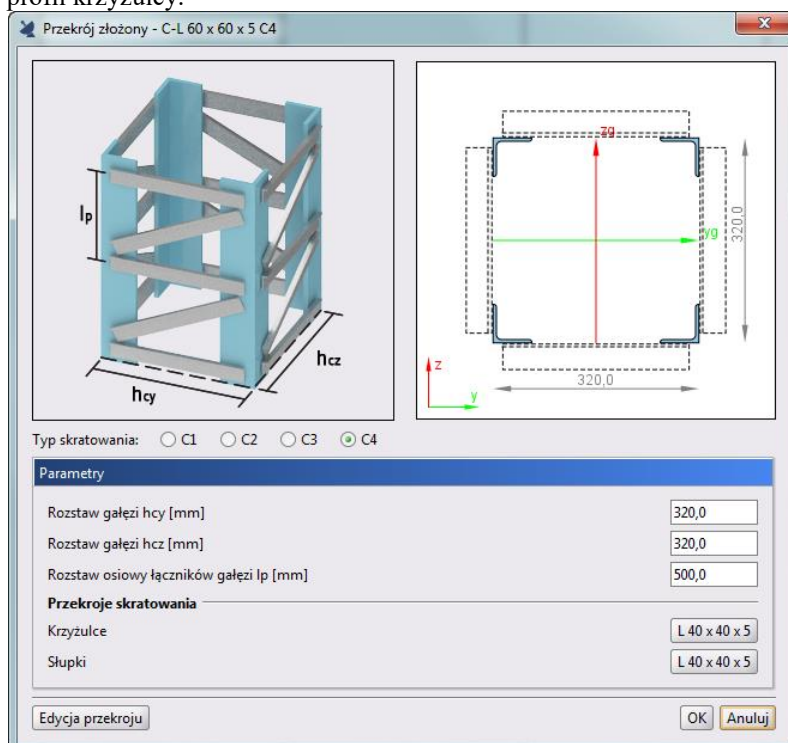 profil krzyżulcy.
Przekrój złożony - C-L 60 x 60 x 5 C4
lp
hcy
hcz
zg
yg
320,0
320,0
z
y
Typ skratowania: C1 C2 C3 C4
Parametry
Rozstaw gałęzi hcy [mm] 320,0
Rozstaw gałęzi hcz [mm] 320,0
Rozstaw osiowy łączników gałęzi lp [mm] 500,0
Przekroje skratowania
Krzyżulce L 40 x 40 x 5
Słupki L 40 x 40 x 5
Edycja przekroju OK Anuluj